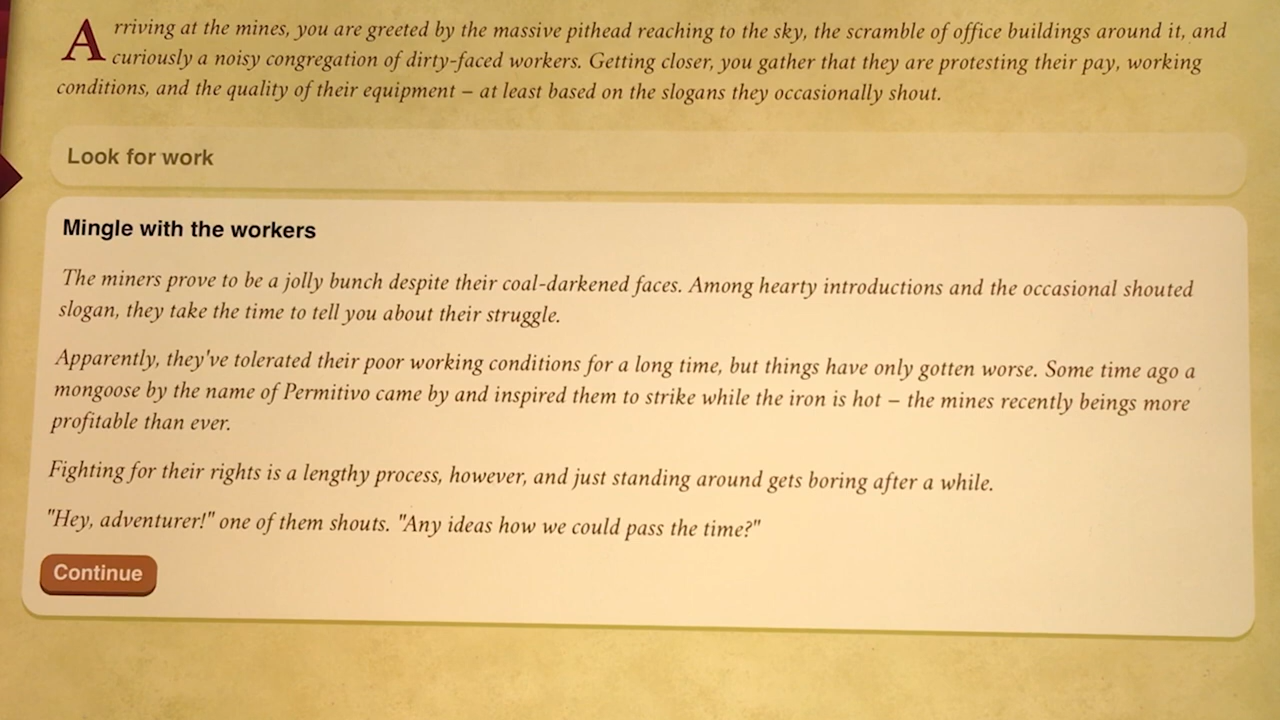 Arriving at the mines, you are greeted by the massive pithead reaching to the sky, the scramble of office buildings around it, and
curiously a noisy congregation of dirty-faced workers. Getting closer, you gather that they are protesting their pay, working
conditions, and the quality of their equipment – at least based on the slogans they occasionally shout.
Look for work
Mingle with the workers
The miners prove to be a jolly bunch despite their coal-darkened faces. Among hearty introductions and the occasional shouted
slogan, they take the time to tell you about their struggle.
Apparently, they've tolerated their poor working conditions for a long time, but things have only gotten worse. Some time ago a
mongoose by the name of Permitivo came by and inspired them to strike while the iron is hot – the mines recently beings more
profitable than ever.
Fighting for their rights is a lengthy process, however, and just standing around gets boring after a while.
"Hey, adventurer!" one of them shouts. "Any ideas how we could pass the time?"
Continue